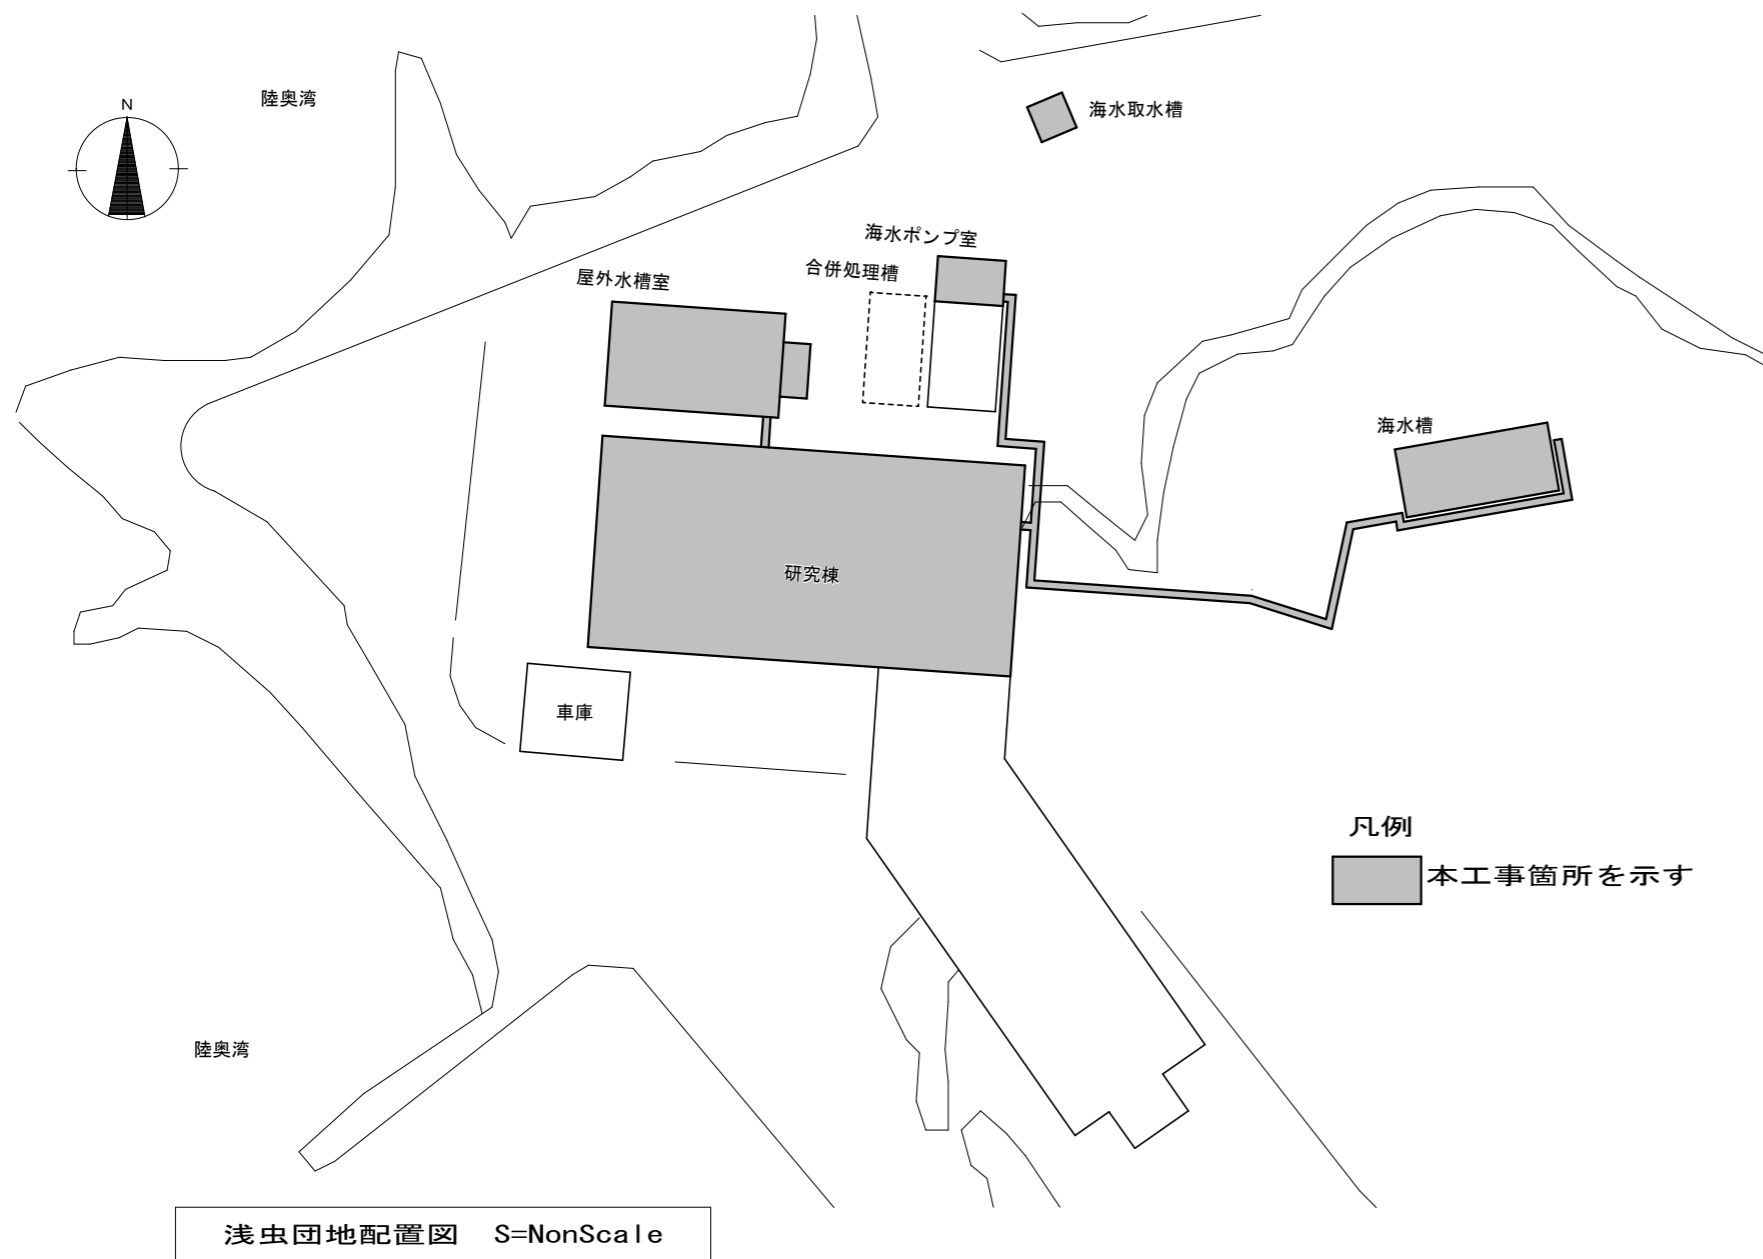 陸奥湾
N
海水取水槽
海水ポンプ室
合併処理槽
屋外水槽室
海水槽
研究棟
車庫
凡例
本工事箇所を示す
陸奥湾
浅虫団地配置図 S=NonScale